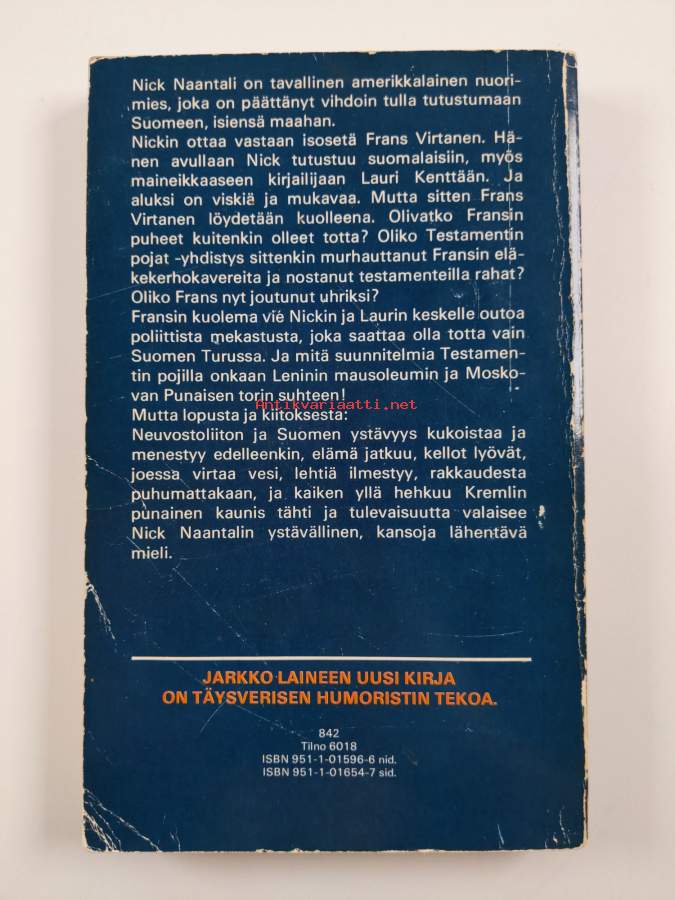 Nick Naantali on tavallinen amerikkalainen nuori-
mies, joka on päättänyt vihdoin tulla tutustumaan
Suomeen, isiensä maahan.
Nickin ottaa vastaan isosetä Frans Virtanen. Hä-
nen avullaan Nick tutustuu suomalaisiin, myös
maineikkaaseen kirjailijaan Lauri Kenttään. Ja
aluksi on viskiä ja mukavaa. Mutta sitten Frans
Virtanen löydetään kuolleena. Olivatko Fransin
puheet kuitenkin olleet totta? Oliko Testamentin
pojat -yhdistys sittenkin murhauttanut Fransin elä-
kekerhokavereita ja nostanut testamenteilla rahat?
Oliko Frans nyt joutunut uhriksi?
Fransin kuolema vie Nickin ja Laurin keskelle outoa
poliittista mekastusta, joka saattaa olla totta vain
Suomen Turussa. Ja mitä suunnitelmia Testamen-
tin pojilla onkaan Leninin mausoleumin ja Mosko-
van Punaisen torin suhteen!
Antikvariaatti.net
Mutta lopusta ja kiitoksesta:
Neuvostoliiton ja Suomen ystävyys kukoistaa ja
menestyy edelleenkin, elämä jatkuu, kellot lyövät,
joessa virtaa vesi, lehtiä ilmestyy, rakkaudesta
puhumattakaan, ja kaiken yllä hehkuu Kremlin
punainen kaunis tähti ja tulevaisuutta valaisee
Nick Naantalin ystävällinen, kansoja lähentävä
mieli.
JARKKO LAINEEN UUSI KIRJA
ON TÄYSVERISEN HUMORISTIN TEKOA.
842
Tilno 6018
ISBN 951-1-01596-6 nid.
ISBN 951-1-01654-7 sid.